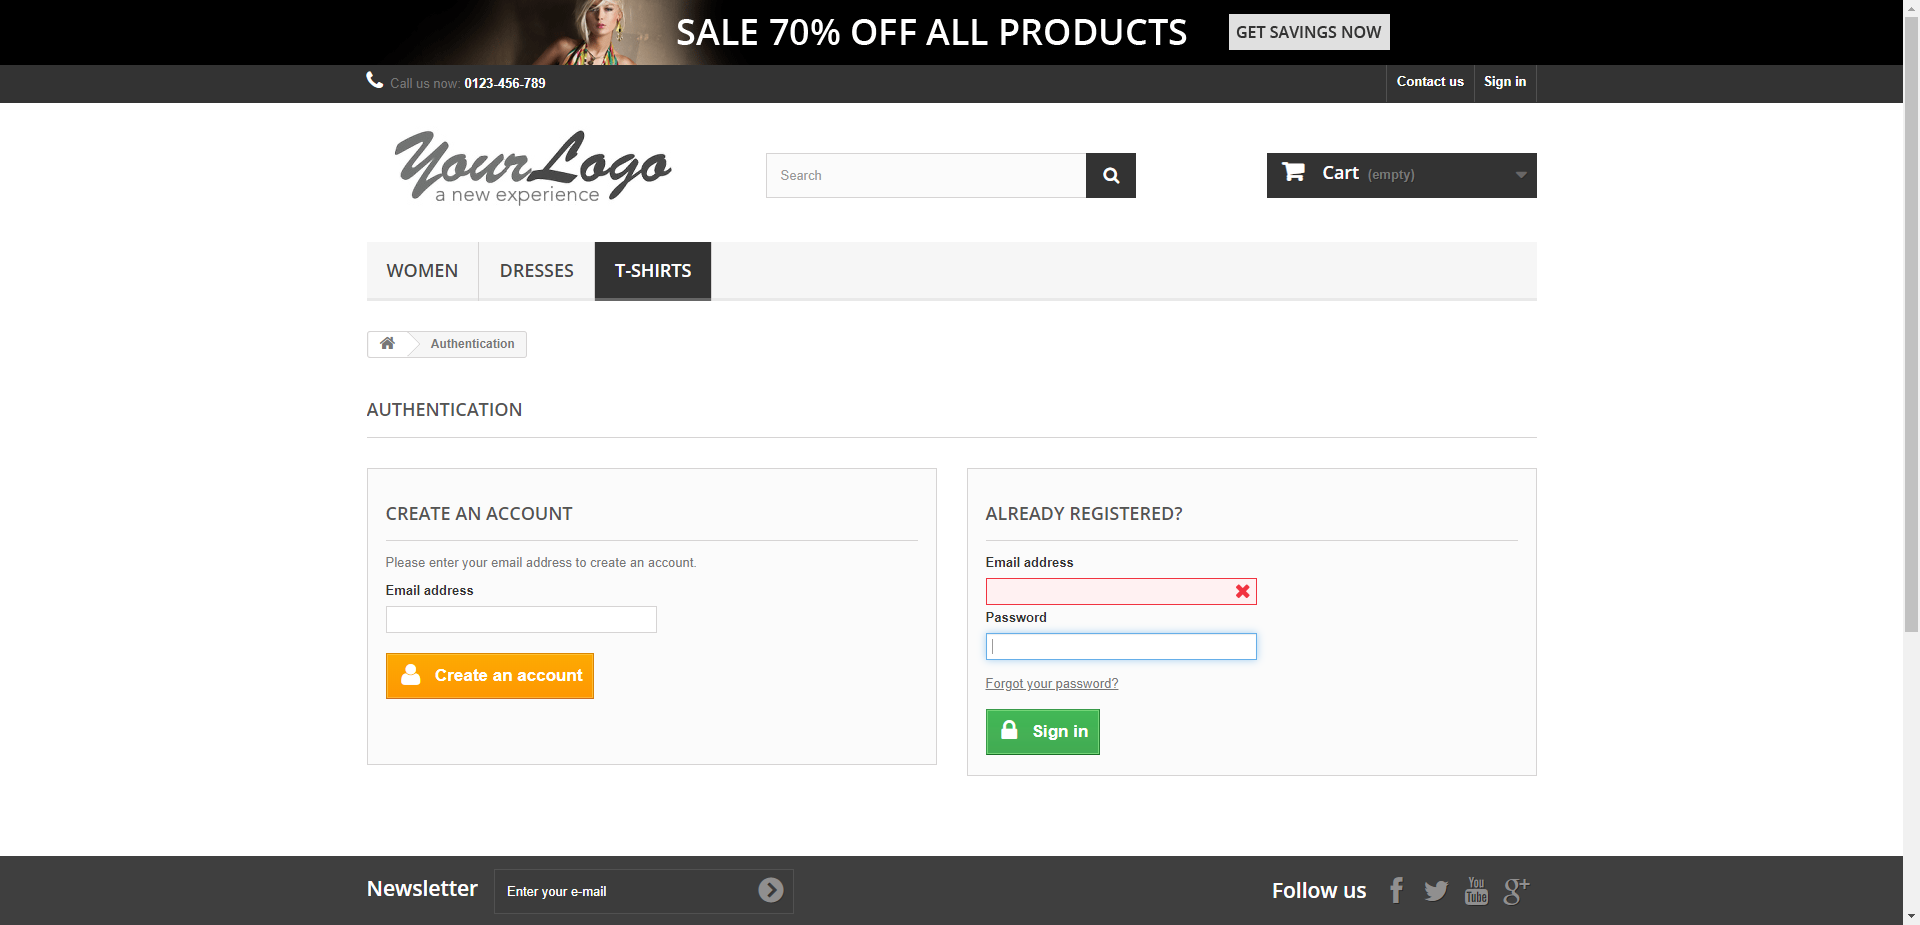 SALE 70% OFF ALL PRODUCTS GET SAVINGS NOW
Call us now: 0123-456-789 Contact us Sign in
Your Logo
a new experience
Search
Cart (empty)
WOMEN DRESSES T-SHIRTS
Authentication
AUTHENTICATION
CREATE AN ACCOUNT
Please enter your email address to create an account.
Email address
Create an account
ALREADY REGISTERED?
Email address
Password
Forgot your password?
Sign in
Newsletter Enter your e-mail
Follow us You Tube g+